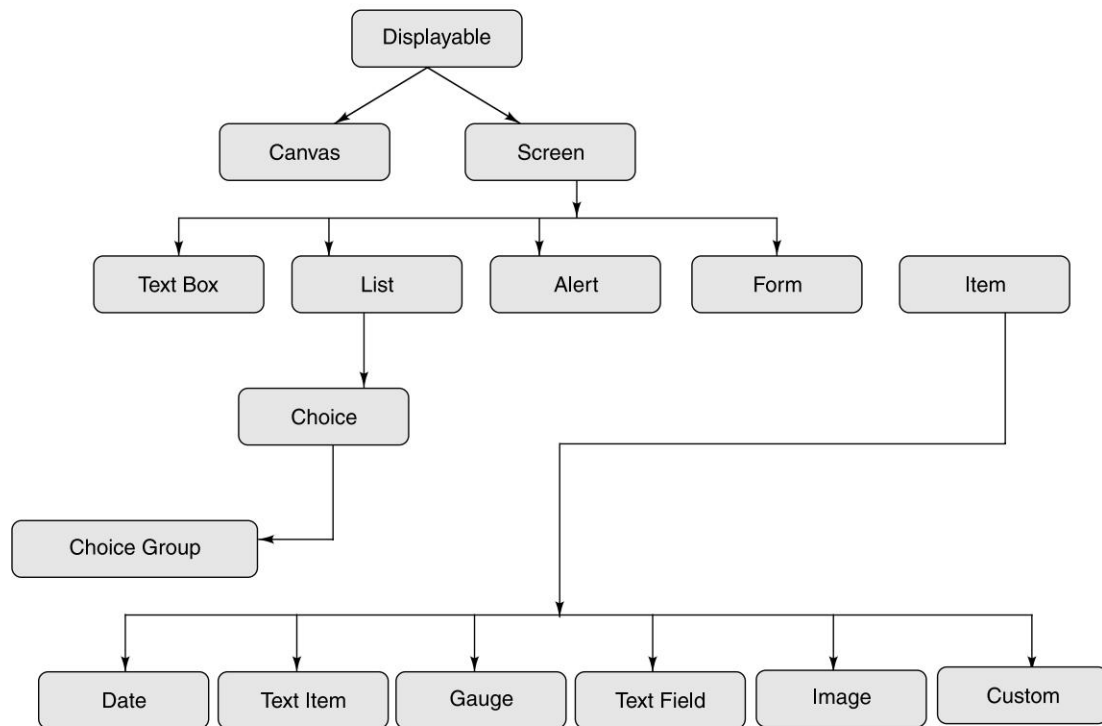 Displayable
Canvas
Screen
Text Box
List
Alert
Form
Item
Choice
Choice Group
Date
Text Item
Gauge
Text Field
Image
Custom